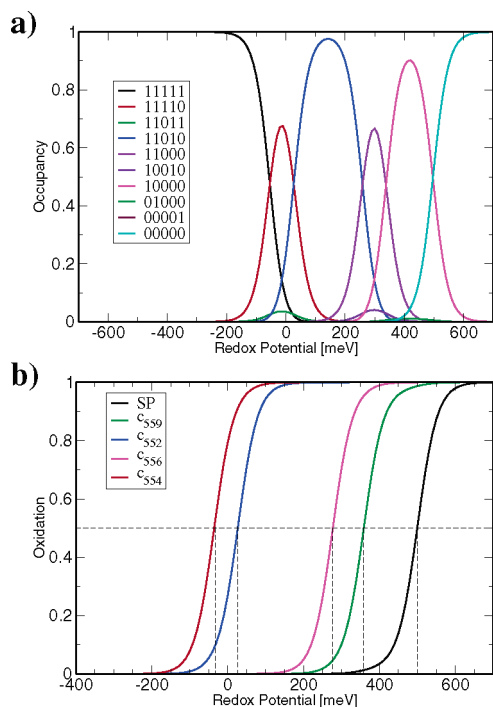 a)
1
0.8
0.6
0.4
0.2
0
Occupancy
11111
11110
11011
11010
11000
10010
10000
01000
00001
00000
-600 -400 -200 0 200 400 600
Redox Potential [meV]
b)
1
0.8
0.6
0.4
0.2
0
Oxidation
SP
c559
c552
c556
c554
-400 -200 0 200 400 600
Redox Potential [meV]